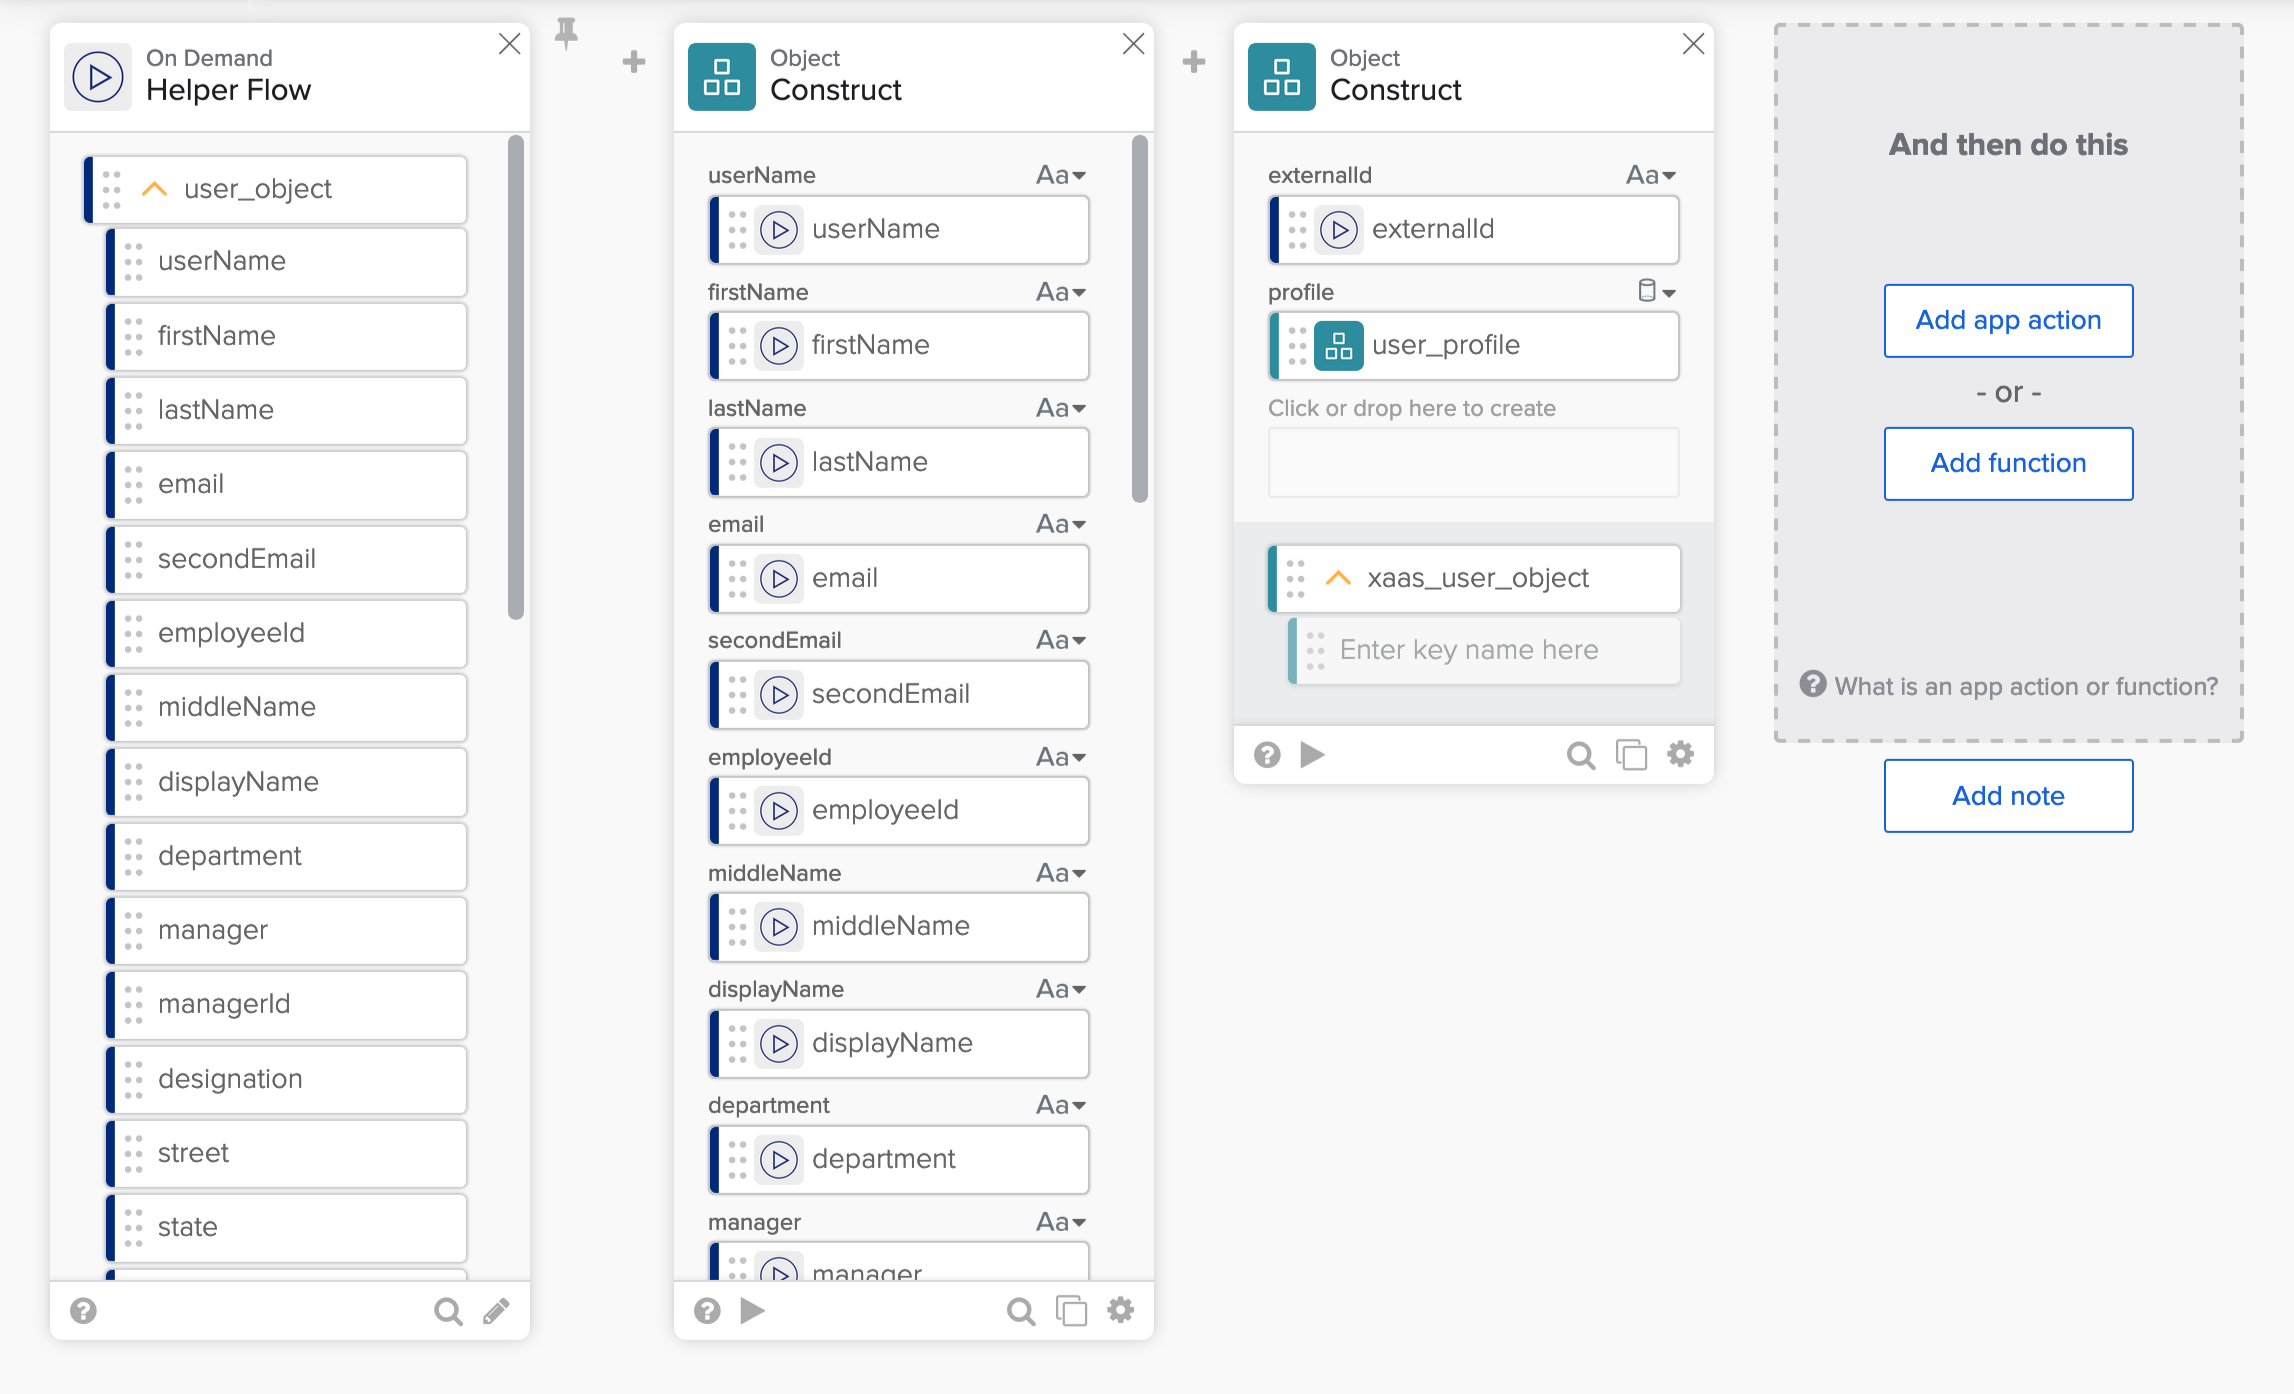 On Demand
Helper Flow
user_object
userName
firstName
lastName
email
secondEmail
employeeId
middleName
displayName
department
manager
managerId
designation
street
state
Object
Construct
userName Aa
userName
firstName Aa
firstName
lastName Aa
lastName
email Aa
email
secondEmail Aa
secondEmail
employeeId Aa
employeeId
middleName Aa
middleName
displayName Aa
displayName
department Aa
department
manager Aa
manager
Object
Construct
externalId Aa
externalId
profile
user_profile
Click or drop here to create
xaas_user_object
Enter key name here
And then do this
Add app action
- or -
Add function
What is an app action or function?
Add note